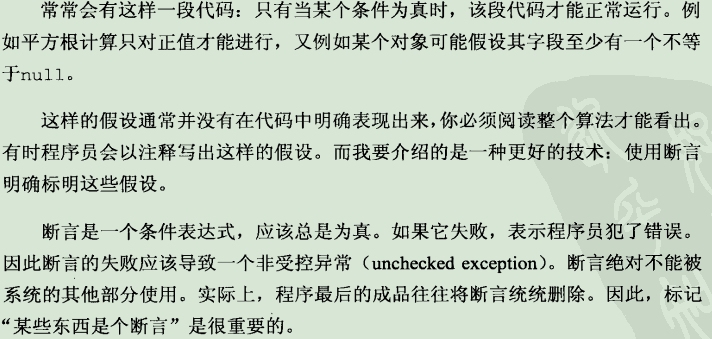 常常会有这样一段代码：只有当某个条件为真时，该段代码才能正常运行。例
如平方根计算只对正值才能进行，又例如某个对象可能假设其字段至少有一个不等
于null。
这样的假设通常并没有在代码中明确表现出来，你必须阅读整个算法才能看出。
有时程序员会以注释写出这样的假设。而我要介绍的是一种更好的技术：使用断言
明确标明这些假设。
断言是一个条件表达式，应该总是为真。如果它失败，表示程序员犯了错误。
因此断言的失败应该导致一个非受控异常（unchecked exception）。断言绝对不能被
系统的其他部分使用。实际上，程序最后的成品往往将断言统统删除。因此，标记
“某些东西是个断言”是很重要的。